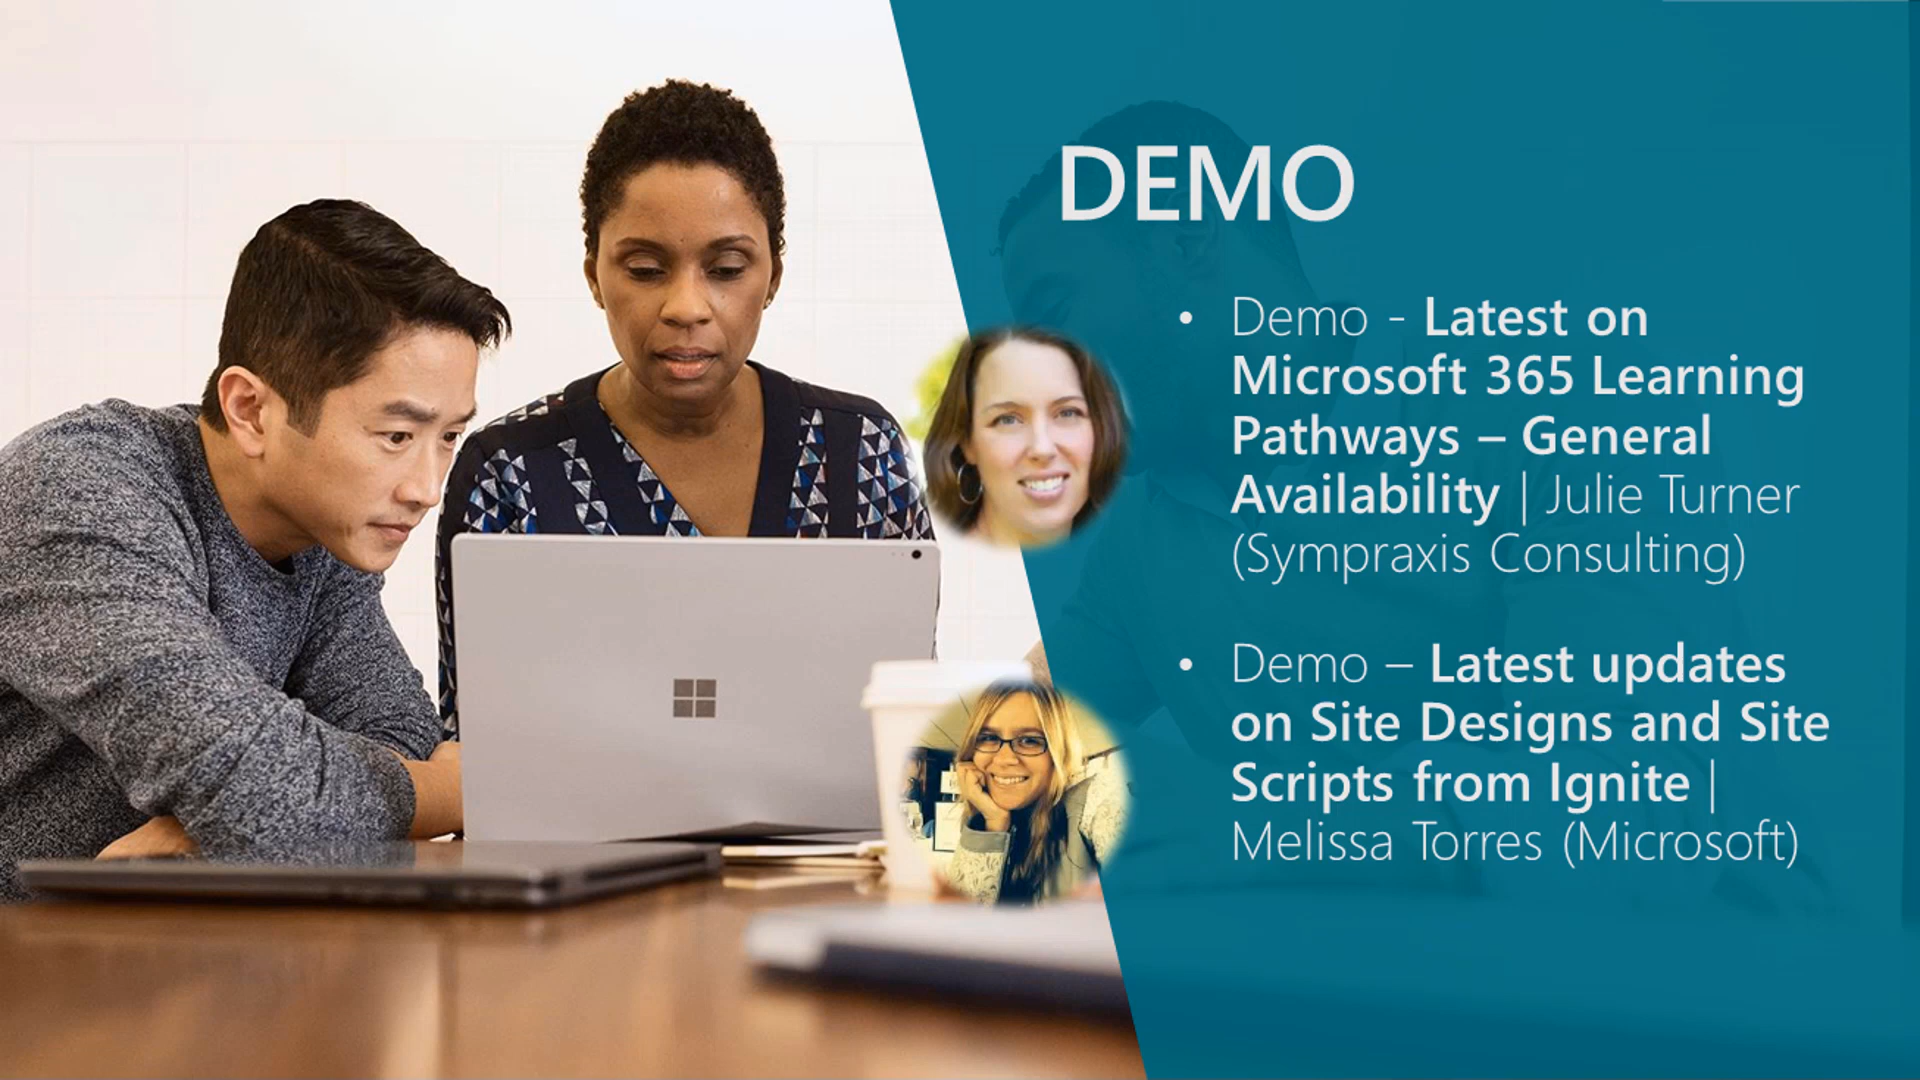 DEMO
• Demo - Latest on
Microsoft 365 Learning
Pathways – General
Availability | Julie Turner
(Sympraxis Consulting)
• Demo – Latest updates
on Site Designs and Site
Scripts from Ignite |
Melissa Torres (Microsoft)